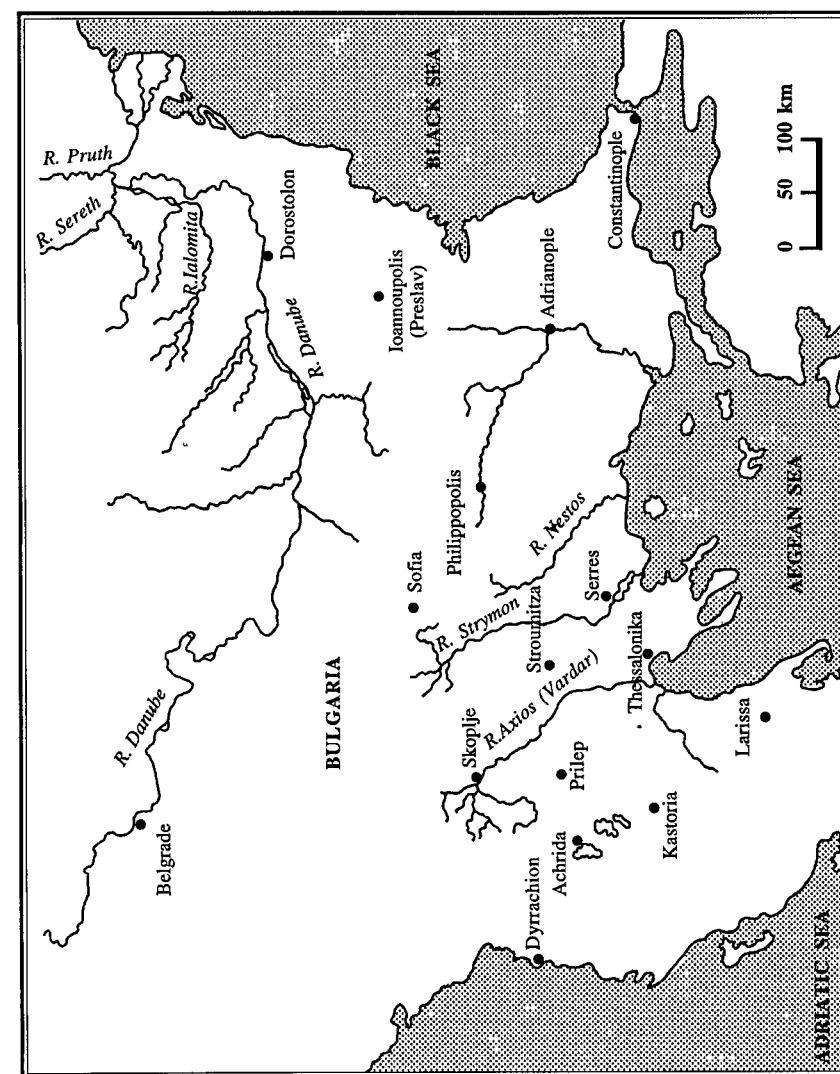 R. Pruth
R. Sereth
R.Ialomita
Dorostolon
R. Danube
Ioannoupolis
(Preslav)
BLACK SEA
Adrianople
Constantinople
0 50 100 km
Philippopolis
R. Nestos
Sofia
R. Strymon
Serres
Stroumitza
AEGEAN SEA
R. Danube
BULGARIA
Belgrade
Skoplje
R.Axios (Vardar)
Prilep
Thessalonika
Larissa
Achrida
Kastoria
Dyrrachion
ADRIATIC SEA